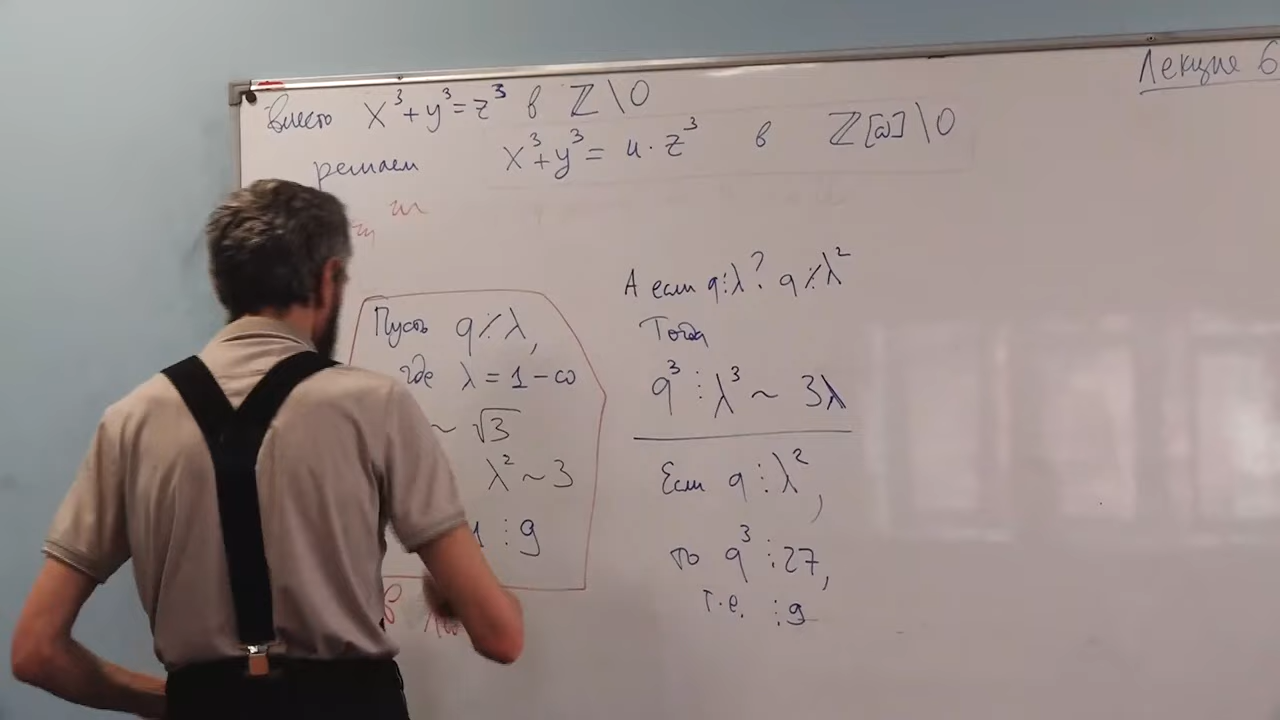 Лекция 6
вместо x³+y³=z³ в ℤ\0
решаем x³+y³= u·z³ в ℤ[ω]\0
Пусть q⋮̸λ,
где λ=1-ω
~√3
λ²~3
1⋮9
в
А если q⋮λ? q⋮̸λ²
Тогда
q³⋮λ³~3λ
Если q⋮λ²,
то q³⋮27,
т.е. ⋮9